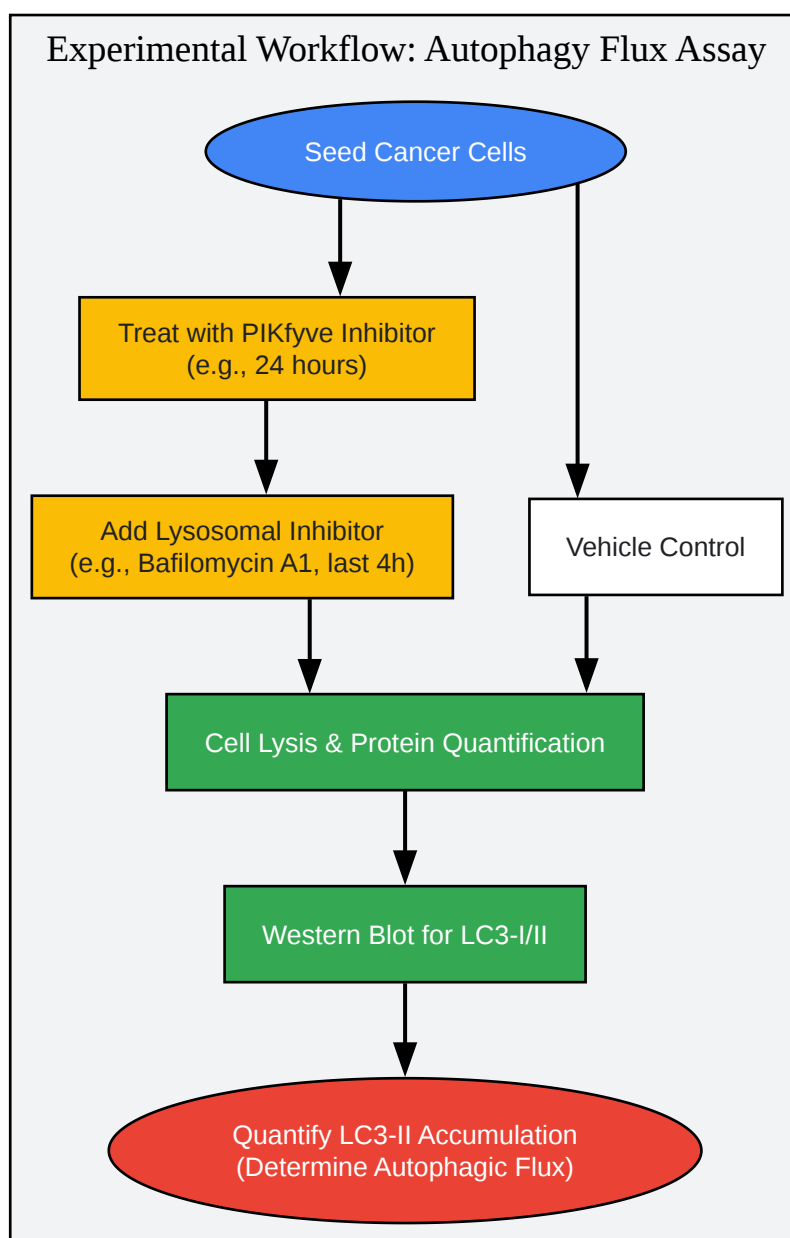 Experimental Workflow: Autophagy Flux Assay
Seed Cancer Cells
Treat with PIKfyve Inhibitor
(e.g., 24 hours)
Add Lysosomal Inhibitor
(e.g., Bafilomycin A1, last 4h)
Vehicle Control
Cell Lysis & Protein Quantification
Western Blot for LC3-I/II
Quantify LC3-II Accumulation
(Determine Autophagic Flux)